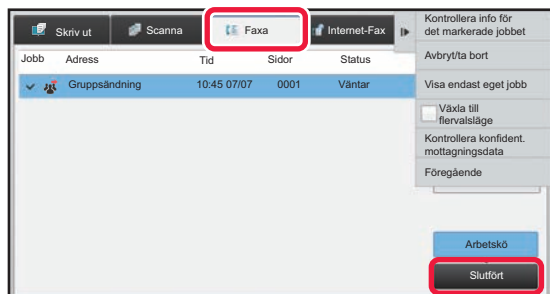 Skriv ut
Scanna
Faxa
Internet-Fax
Jobb
Adress
Tid
Sidor
Status
Gruppsändning
10:45 07/07
0001
Väntar
Kontrollera info för
det markerade jobbet
Avbryt/ta bort
Visa endast eget jobb
Växla till
flervalsläge
Kontrollera konfident.
mottagningsdata
Föregående
Arbetskö
Slutfört